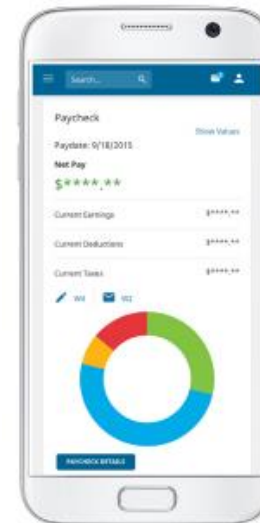 Search...
Paycheck
Show Values
Paydate: 9/18/2015
Net Pay
$****.**
Current Earnings $****.**
Current Deductions $****.**
Current Taxes $****.**
W4 W2
PAYCHECK DETAILS